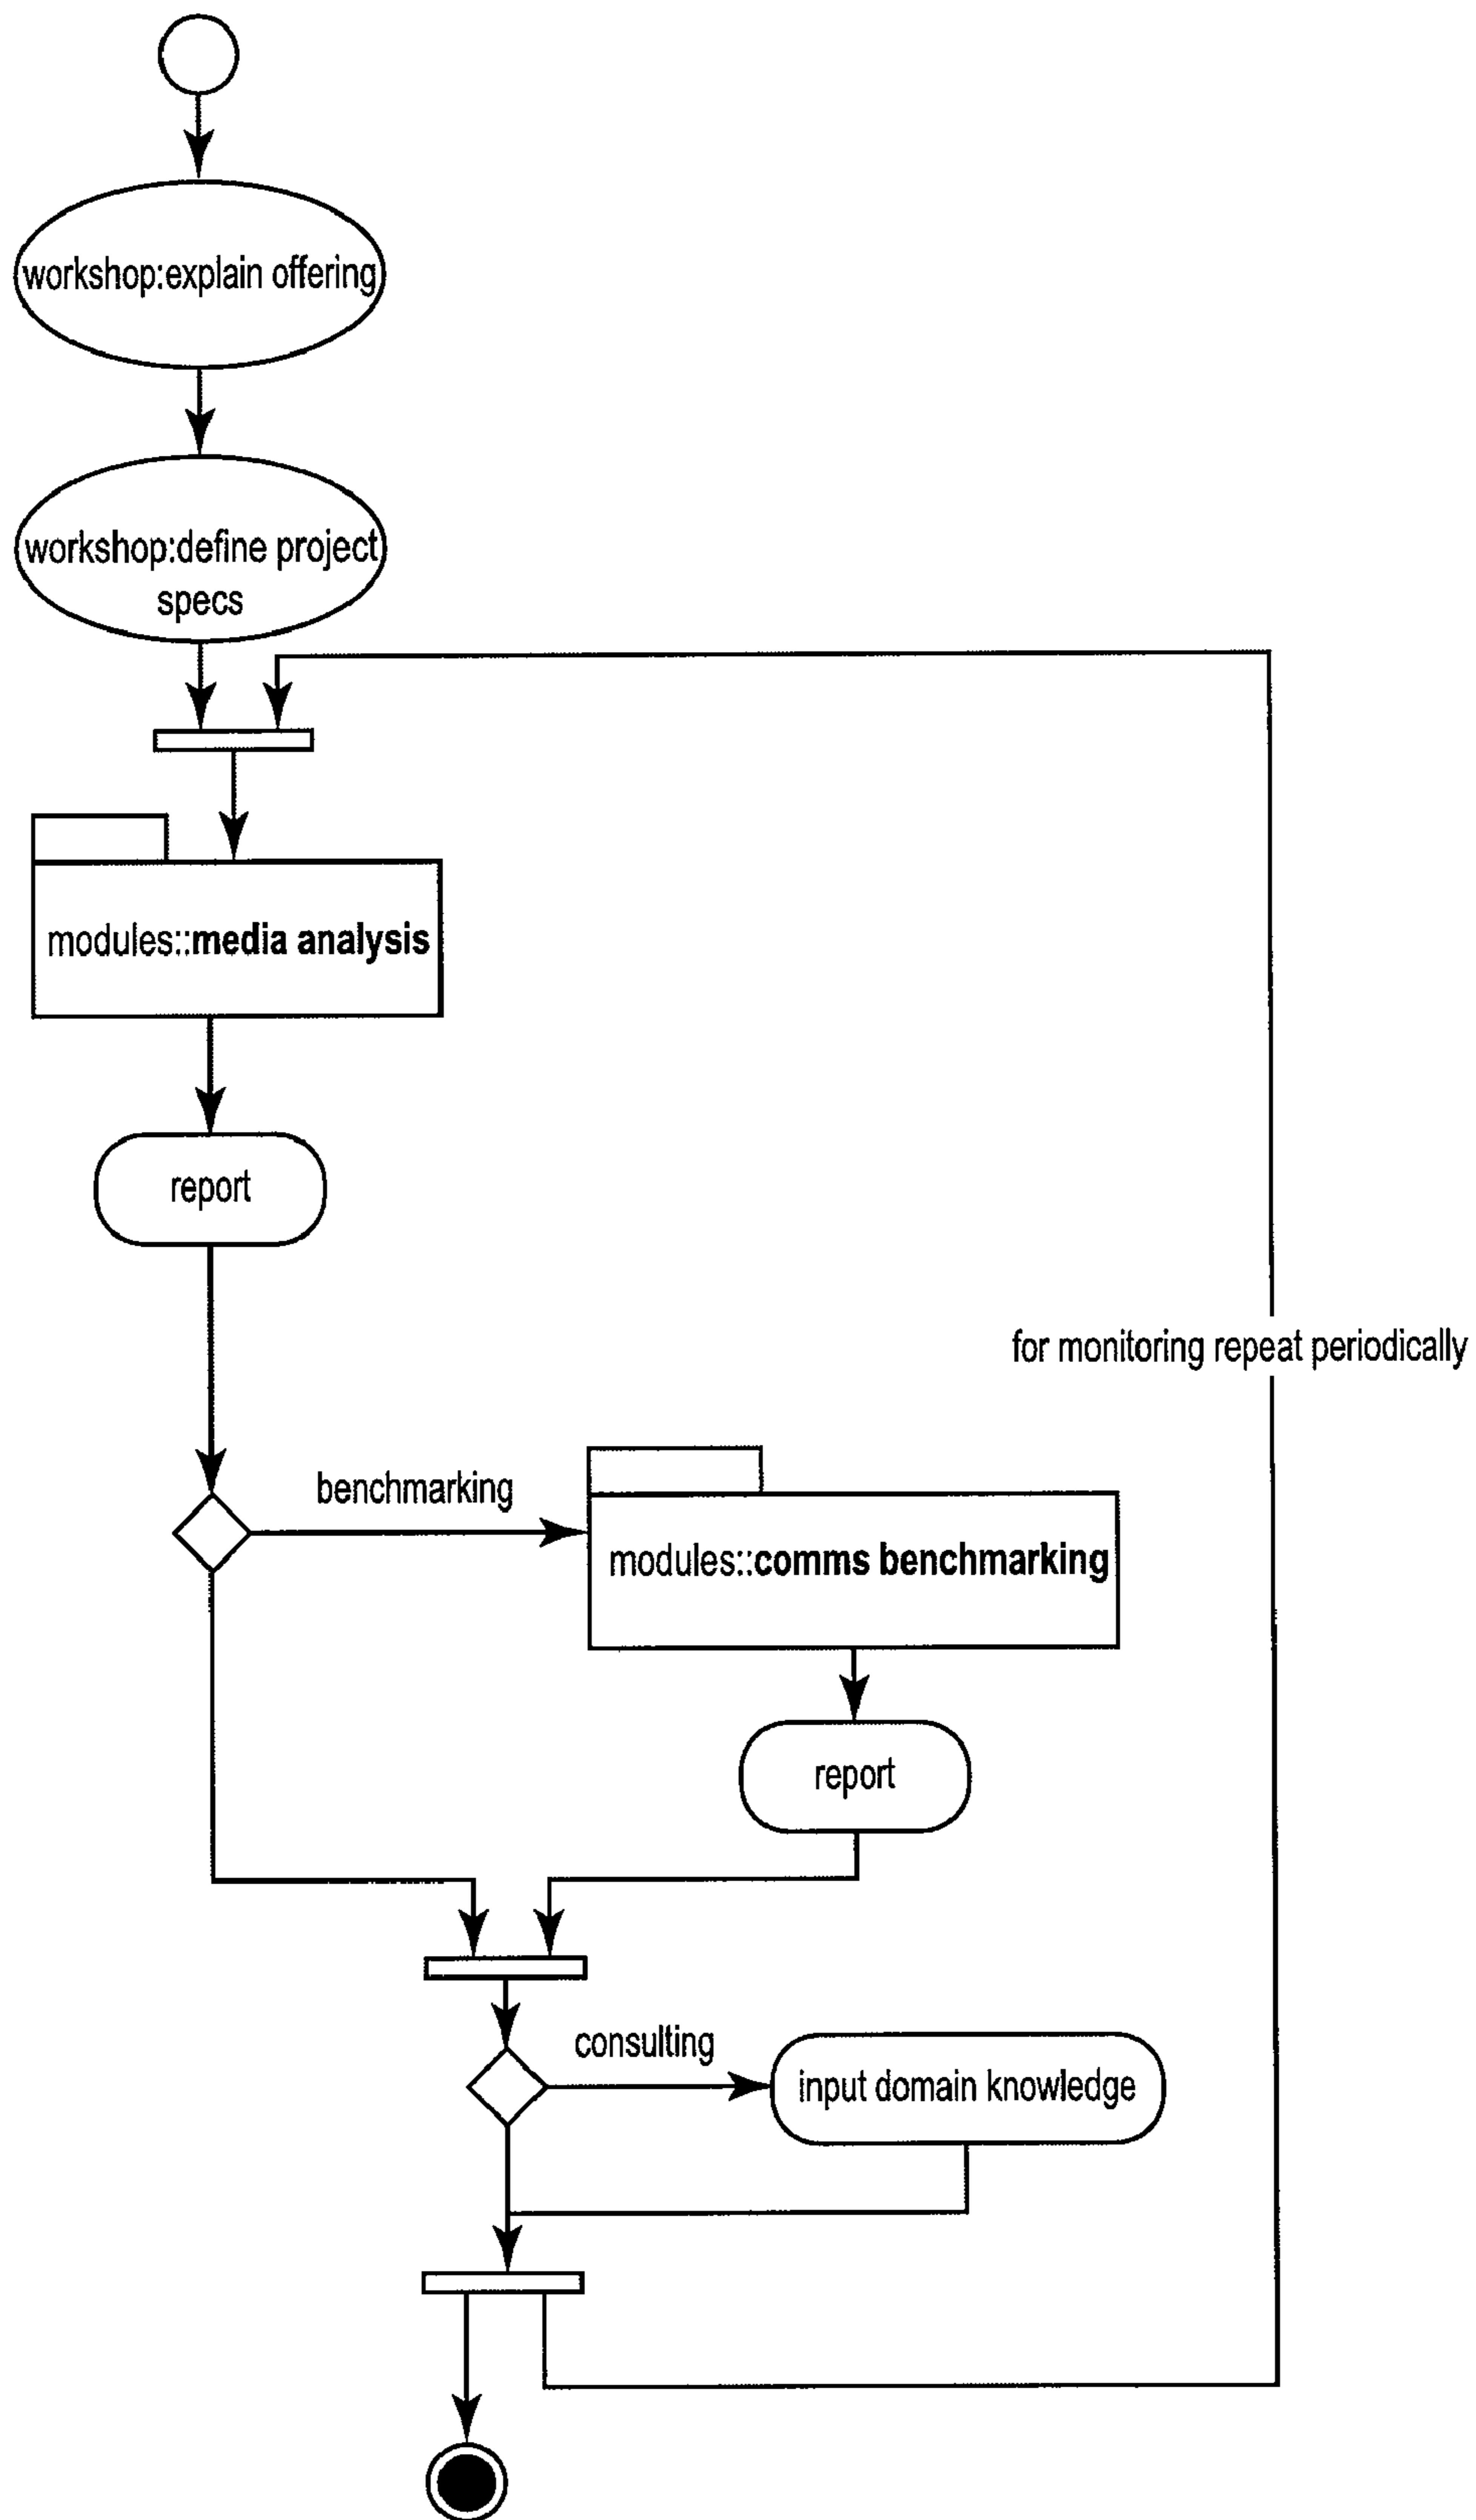 workshop:explain offering
workshop:define project
specs
modules::media analysis
report
for monitoring repeat periodically
benchmarking
modules::comms benchmarking
report
consulting
input domain knowledge